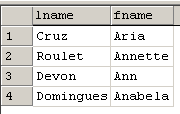 lname fname
1 Cruz Aria
2 Roulet Annette
3 Devon Ann
4 Domingues Anabela